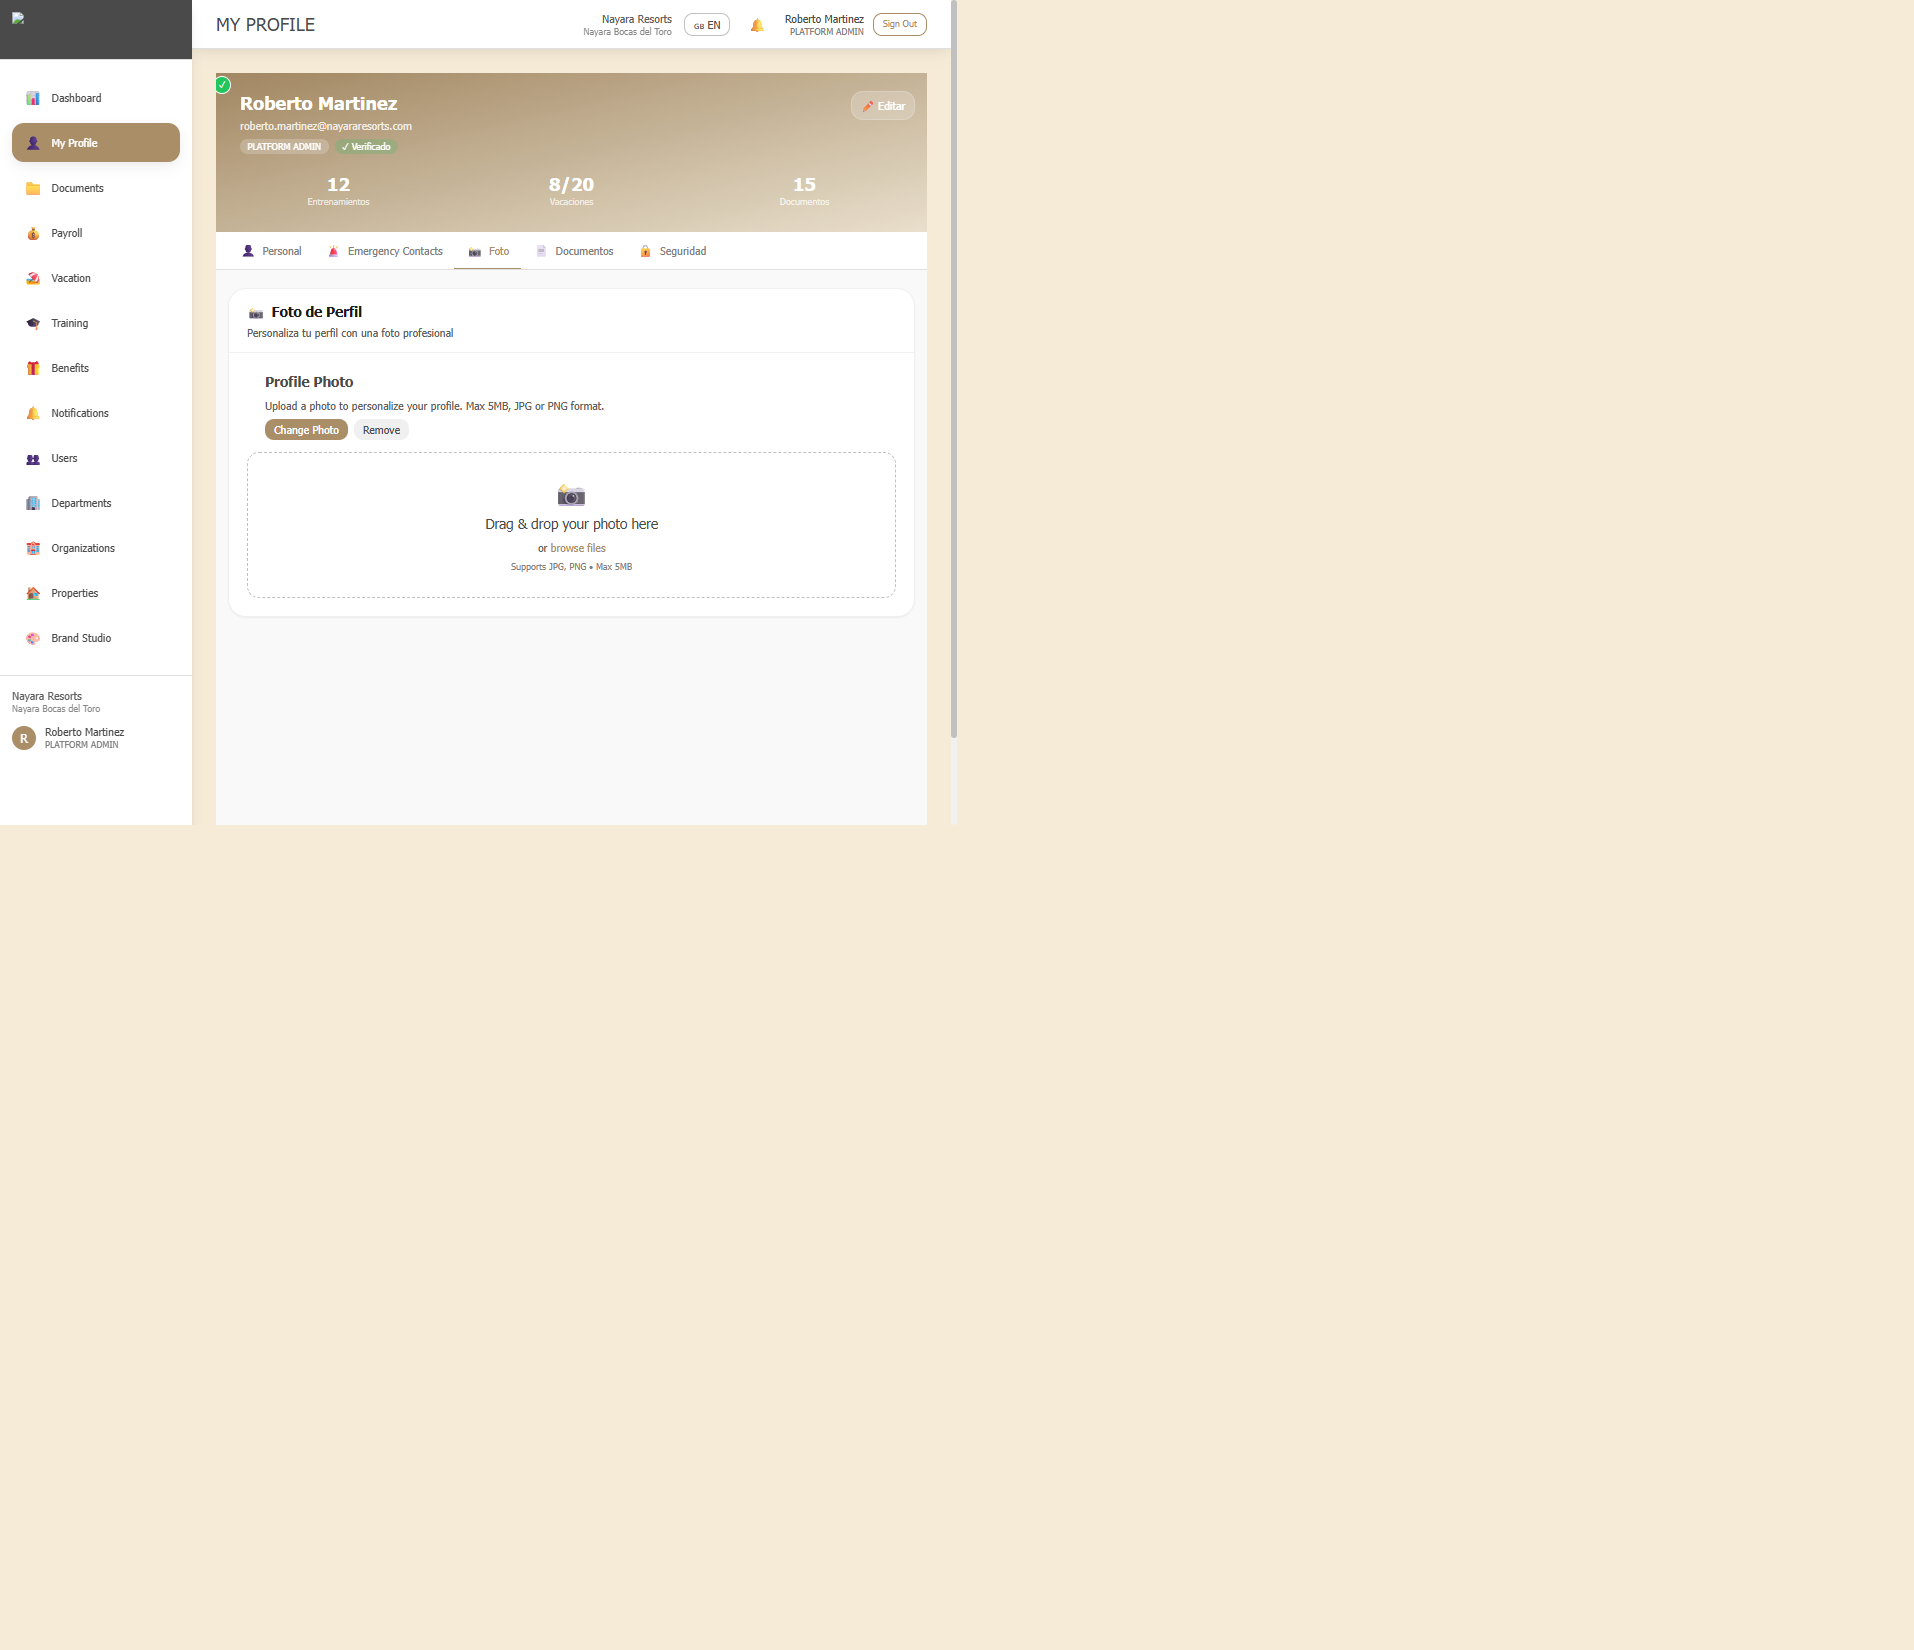 MY PROFILE
Nayara Resorts
Nayara Bocas del Toro
GB EN
Roberto Martinez
PLATFORM ADMIN
Sign Out
Dashboard
My Profile
Documents
Payroll
Vacation
Training
Benefits
Notifications
Users
Departments
Organizations
Properties
Brand Studio
Nayara Resorts
Nayara Bocas del Toro
R
Roberto Martinez
PLATFORM ADMIN
✓
Roberto Martinez
Editar
roberto.martinez@nayararesorts.com
PLATFORM ADMIN
✓ Verificado
12
Entrenamientos
8/20
Vacaciones
15
Documentos
Personal
Emergency Contacts
Foto
Documentos
Seguridad
Foto de Perfil
Personaliza tu perfil con una foto profesional
Profile Photo
Upload a photo to personalize your profile. Max 5MB, JPG or PNG format.
Change Photo
Remove
Drag & drop your photo here
or browse files
Supports JPG, PNG • Max 5MB